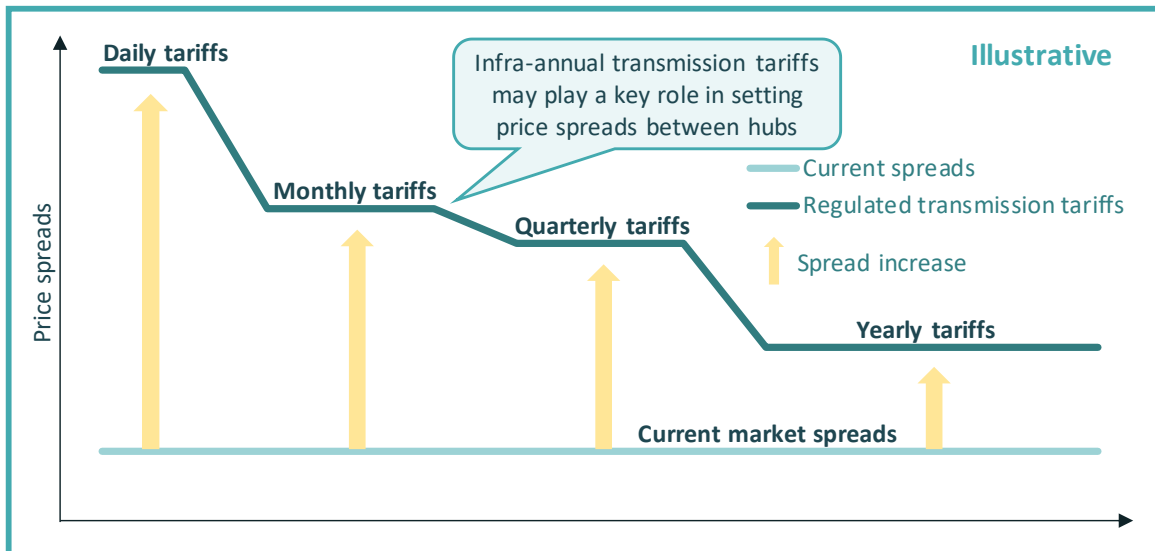 Daily tariffs
Infra-annual transmission tariffs
may play a key role in setting
price spreads between hubs
Illustrative
Current spreads
Monthly tariffs
Regulated transmission tariffs
Quarterly tariffs
Spread increase
Price spreads
Yearly tariffs
Current market spreads